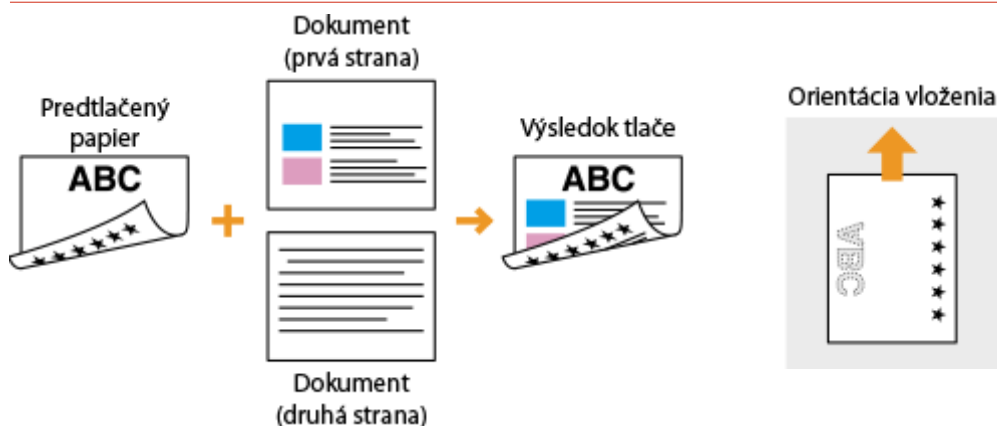 Dokument
(prvá strana)
Predtlačený
papier
ABC
Výsledok tlače
ABC
Orientácia vloženia
ABC
Dokument
(druhá strana)